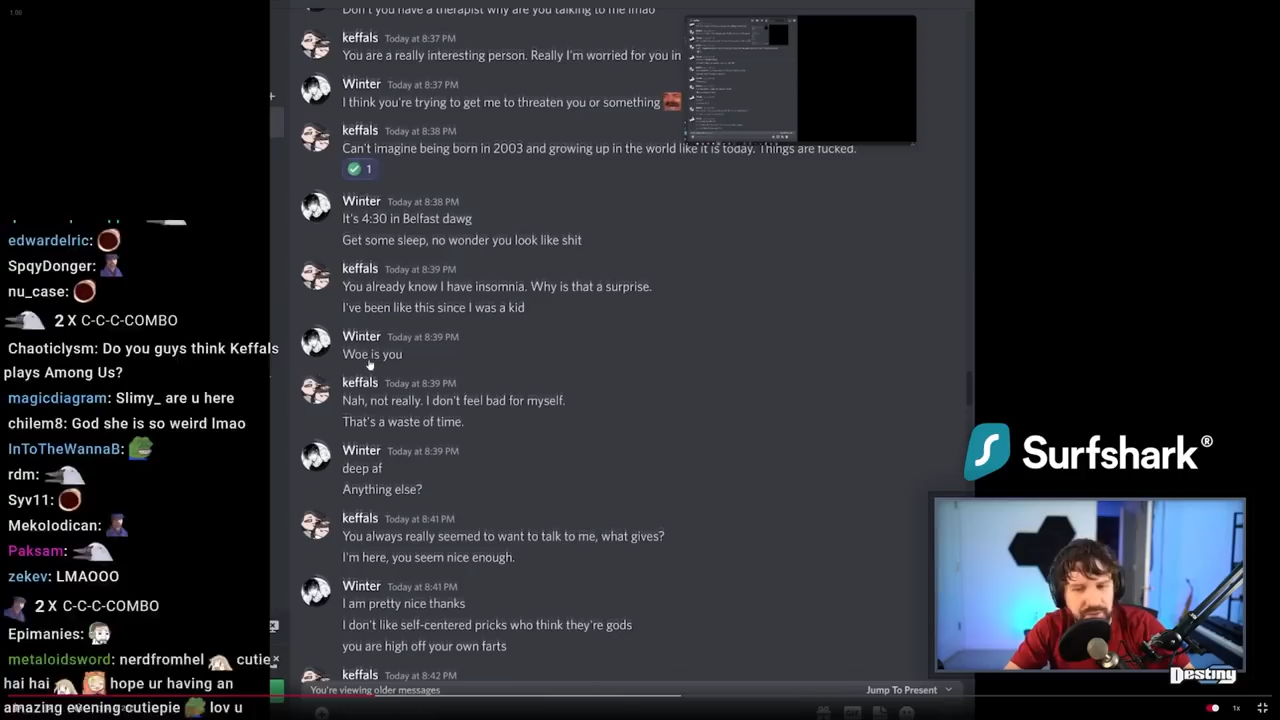 1.00
Don't you have a therapist why are you talking to me lmao
keffals Today at 8:37 PM
You are a really interesting person. Really I'm worried for you in
Winter Today at 8:37 PM
I think you're trying to get me to threaten you or something
keffals Today at 8:38 PM
Can't imagine being born in 2003 and growing up in the world like it is today. Things are fucked.
1
Winter Today at 8:38 PM
It's 4:30 in Belfast dawg
Get some sleep, no wonder you look like shit
keffals Today at 8:39 PM
You already know I have insomnia. Why is that a surprise.
I've been like this since I was a kid
Winter Today at 8:39 PM
Woe is you
keffals Today at 8:39 PM
Nah, not really. I don't feel bad for myself.
That's a waste of time.
Winter Today at 8:39 PM
deep af
Anything else?
keffals Today at 8:41 PM
You always really seemed to want to talk to me, what gives?
I'm here, you seem nice enough.
Winter Today at 8:41 PM
I am pretty nice thanks
I don't like self-centered pricks who think they're gods
you are high off your own farts
keffals Today at 8:42 PM
You're viewing older messages
Jump To Present
edwardelric:
SpqyDonger:
nu_case:
2 X C-C-C-COMBO
Chaoticlysm: Do you guys think Keffals
plays Among Us?
magicdiagram: Slimy_ are u here
chilem8: God she is so weird lmao
InToTheWannaB:
rdm:
Syv11:
Mekolodican:
Paksam:
zekev: LMAOOO
2 X C-C-C-COMBO
Epimanies:
metaloidsword: nerdfromhel cutie
hai hai hope ur having an
amazing evening cutiepie lov u
Surfshark®
Destiny
GIF
1x